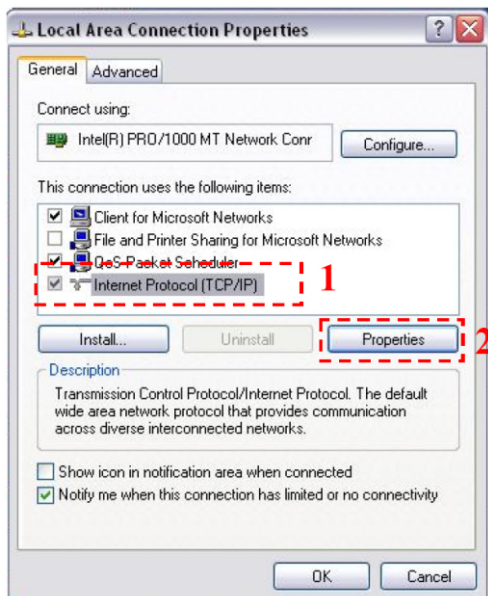 Local Area Connection Properties
General Advanced
Connect using:
Intel(R) PRO/1000 MT Network Conr
Configure...
This connection uses the following items:
Client for Microsoft Networks
File and Printer Sharing for Microsoft Networks
QoS Packet Scheduler
Internet Protocol (TCP/IP) 1
Install... Uninstall Properties 2
Description
Transmission Control Protocol/Internet Protocol. The default
wide area network protocol that provides communication
across diverse interconnected networks.
Show icon in notification area when connected
Notify me when this connection has limited or no connectivity
OK Cancel